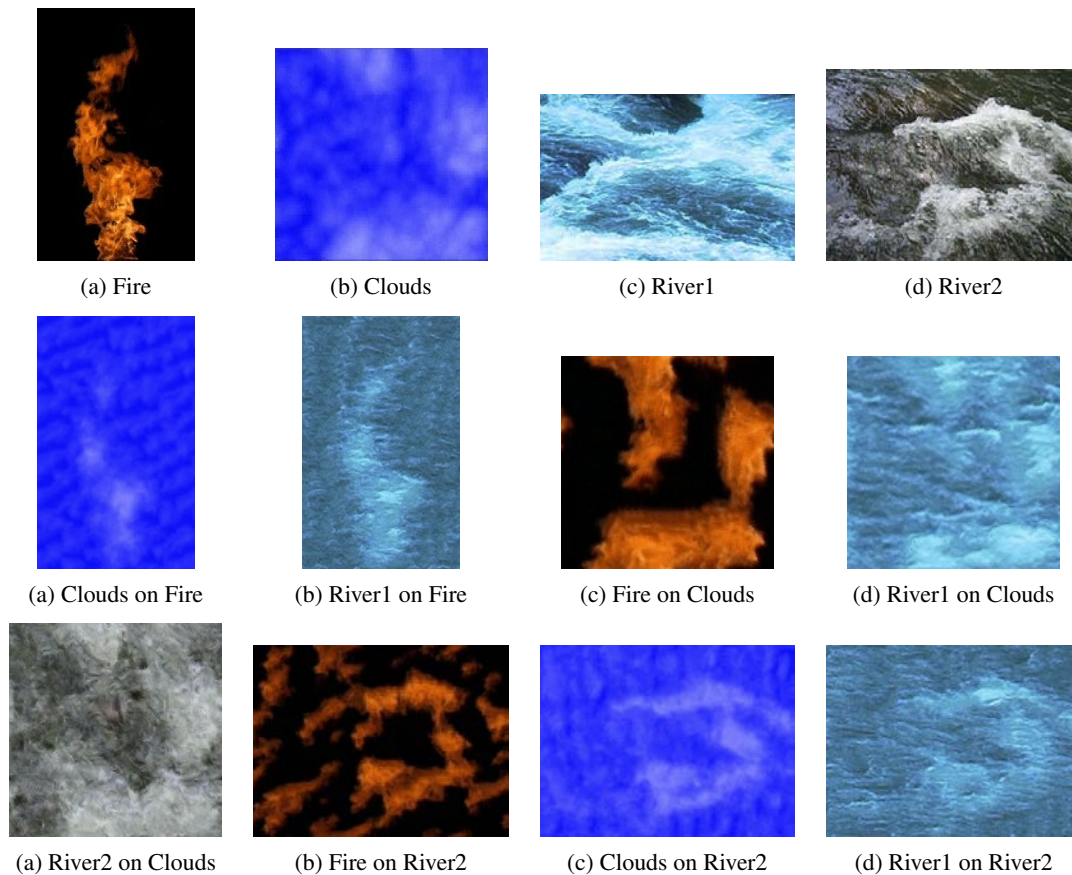 (a) Fire
(b) Clouds
(c) River1
(d) River2
(a) Clouds on Fire
(b) River1 on Fire
(c) Fire on Clouds
(d) River1 on Clouds
(a) River2 on Clouds
(b) Fire on River2
(c) Clouds on River2
(d) River1 on River2